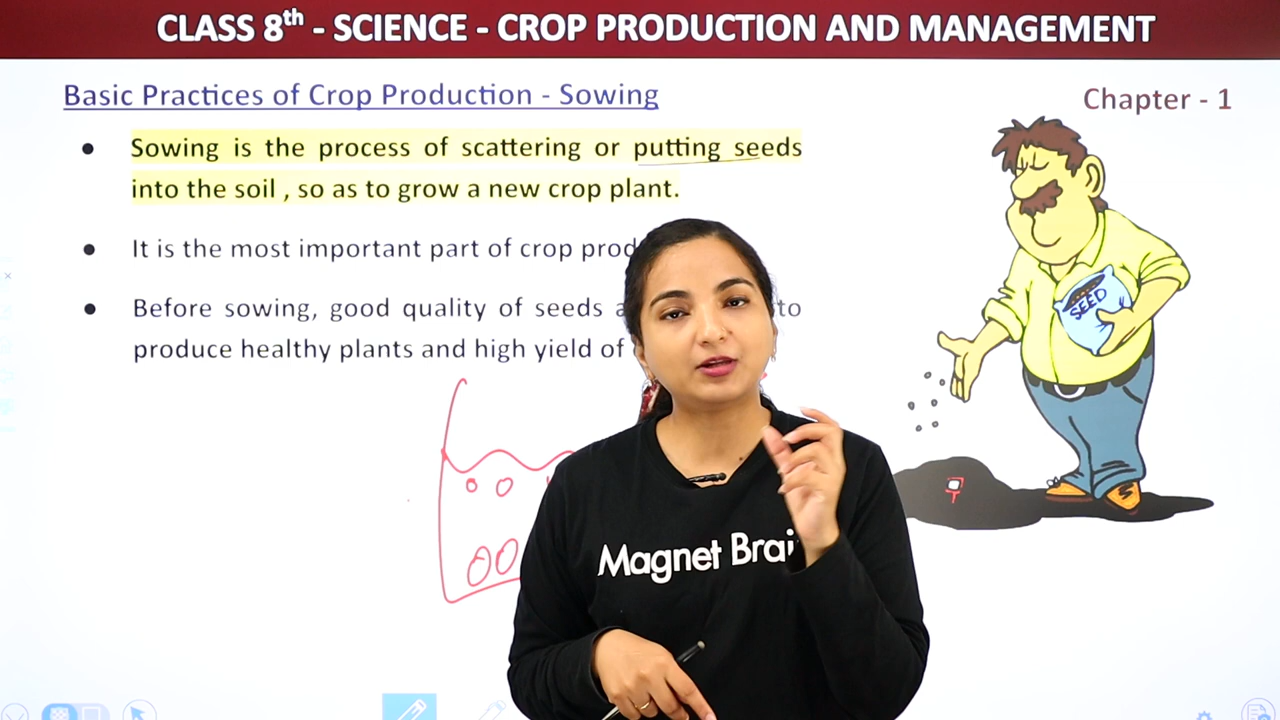 CLASS 8th - SCIENCE - CROP PRODUCTION AND MANAGEMENT
Basic Practices of Crop Production - Sowing
Chapter - 1
Sowing is the process of scattering or putting seeds
into the soil , so as to grow a new crop plant.
It is the most important part of crop
Before sowing, good quality of seeds to
produce healthy plants and high yield of
SEED
Magnet